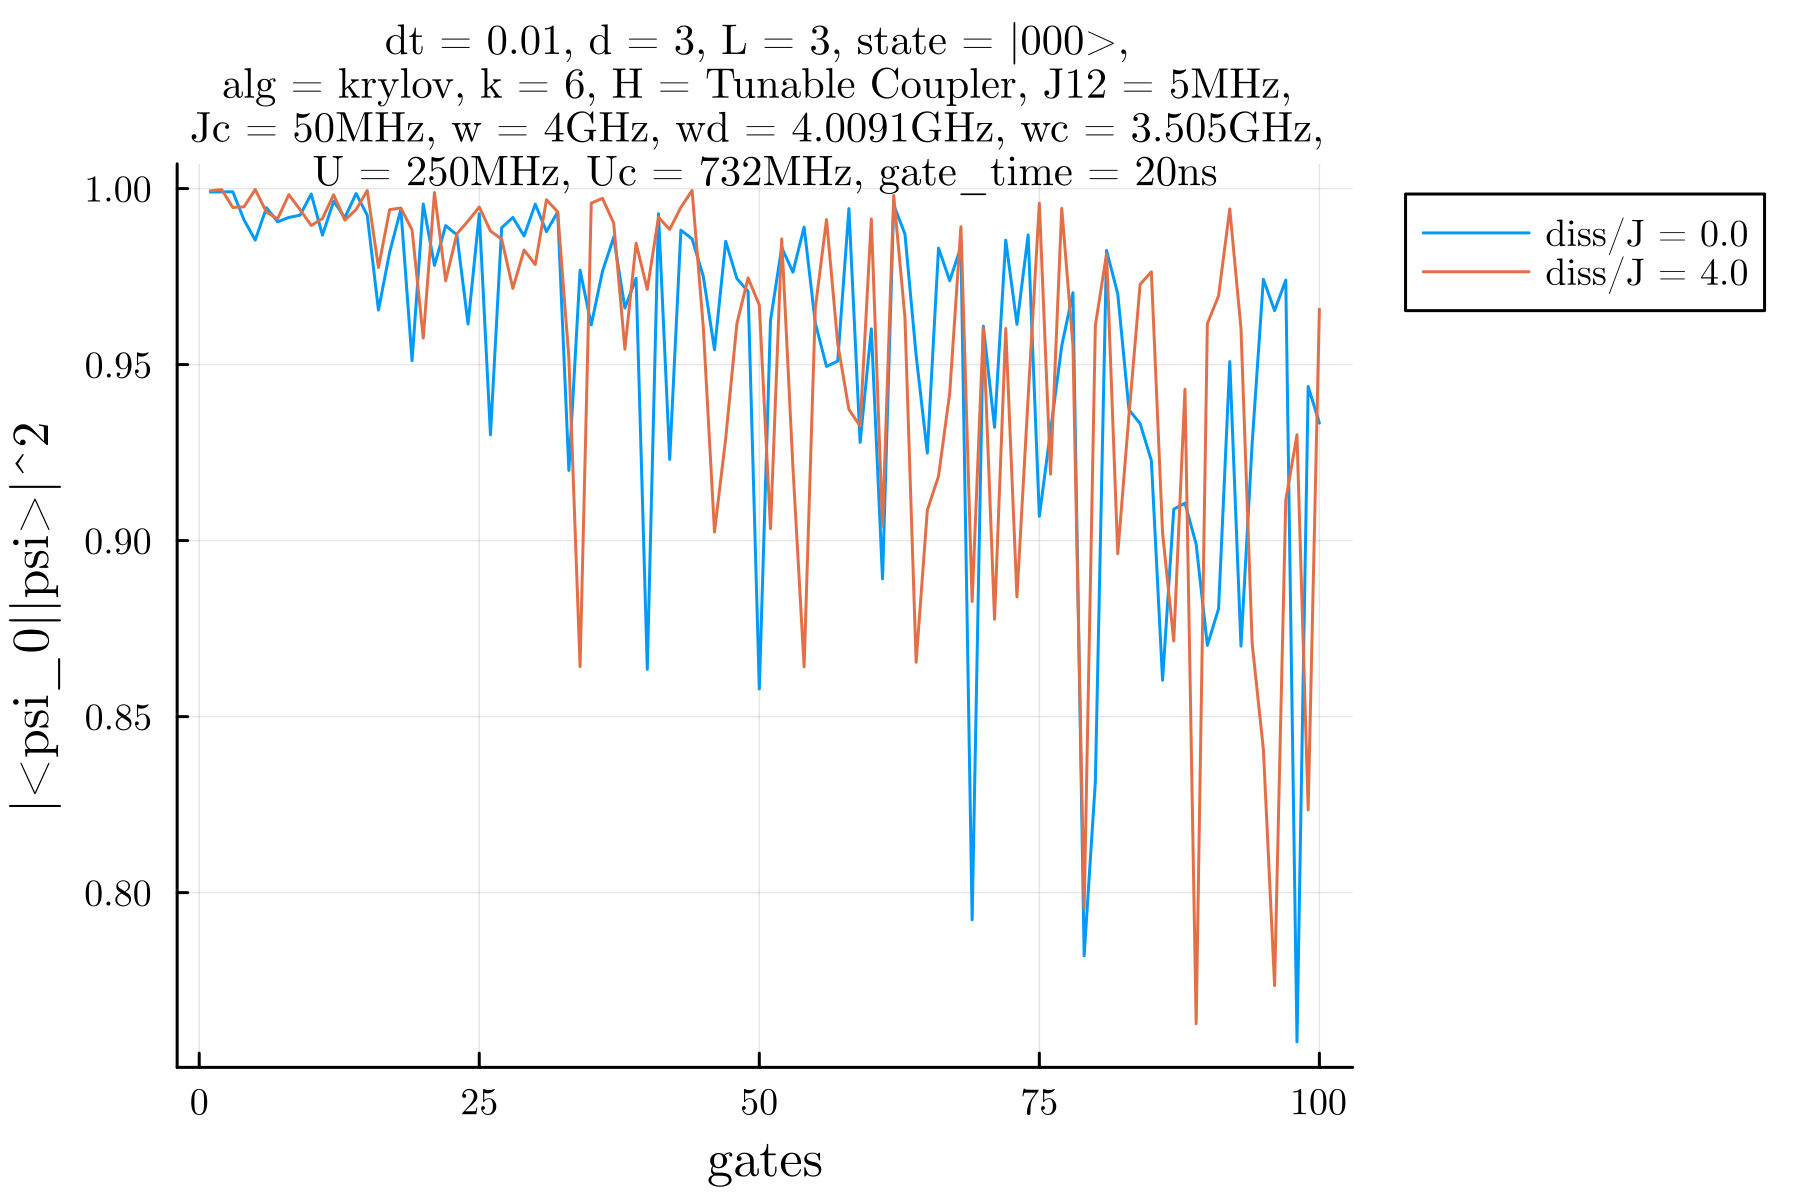 dt = 0.01, d = 3, L = 3, state = |000>,
alg = krylov, k = 6, H = Tunable Coupler, J12 = 5MHz,
Jc = 50MHz, w = 4GHz, wd = 4.0091GHz, wc = 3.505GHz,
U = 250MHz, Uc = 732MHz, gate_time = 20ns
|<psi_0||psi>|^2
1.00
0.95
0.90
0.85
0.80
0
25
50
75
100
gates
diss/J = 0.0
diss/J = 4.0